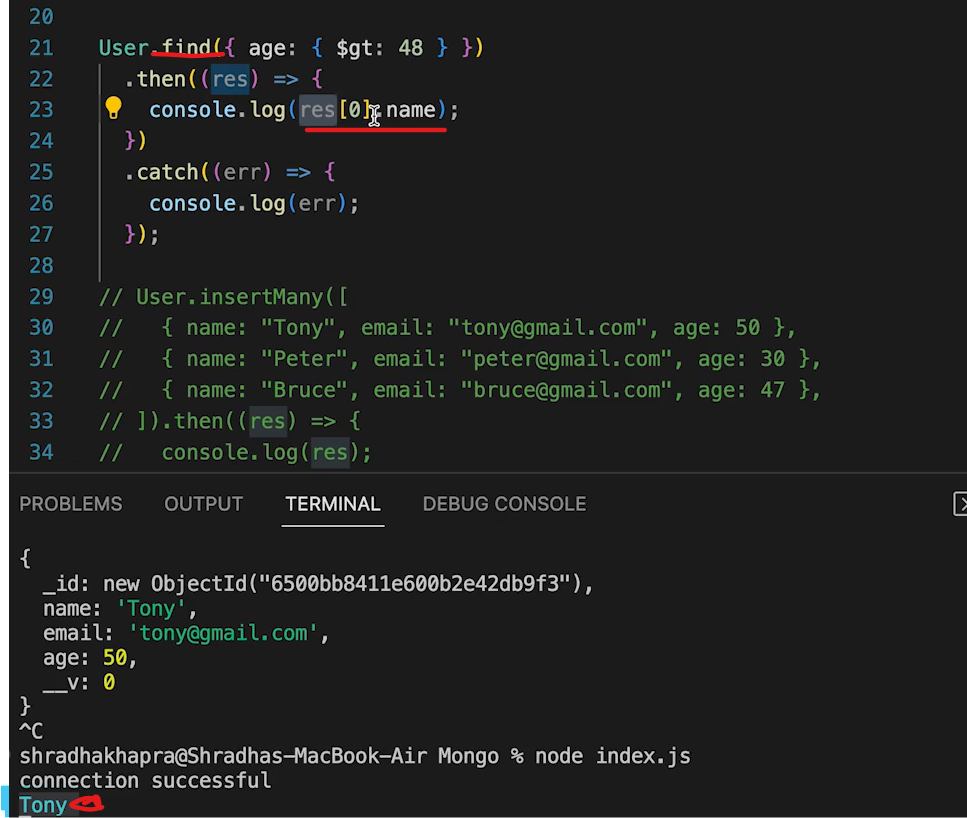 20
21 User.find({ age: { $gt: 48 } })
22 .then((res) => {
23 console.log(res[0].name);
24 })
25 .catch((err) => {
26 console.log(err);
27 });
28
29 // User.insertMany([
30 // { name: "Tony", email: "tony@gmail.com", age: 50 },
31 // { name: "Peter", email: "peter@gmail.com", age: 30 },
32 // { name: "Bruce", email: "bruce@gmail.com", age: 47 },
33 // ]).then((res) => {
34 // console.log(res);
PROBLEMS OUTPUT TERMINAL DEBUG CONSOLE
{
_id: new ObjectId("6500bb8411e600b2e42db9f3"),
name: 'Tony',
email: 'tony@gmail.com',
age: 50,
__v: 0
}
^C
shradhakhapra@Shradhas-MacBook-Air Mongo % node index.js
connection successful
Tony